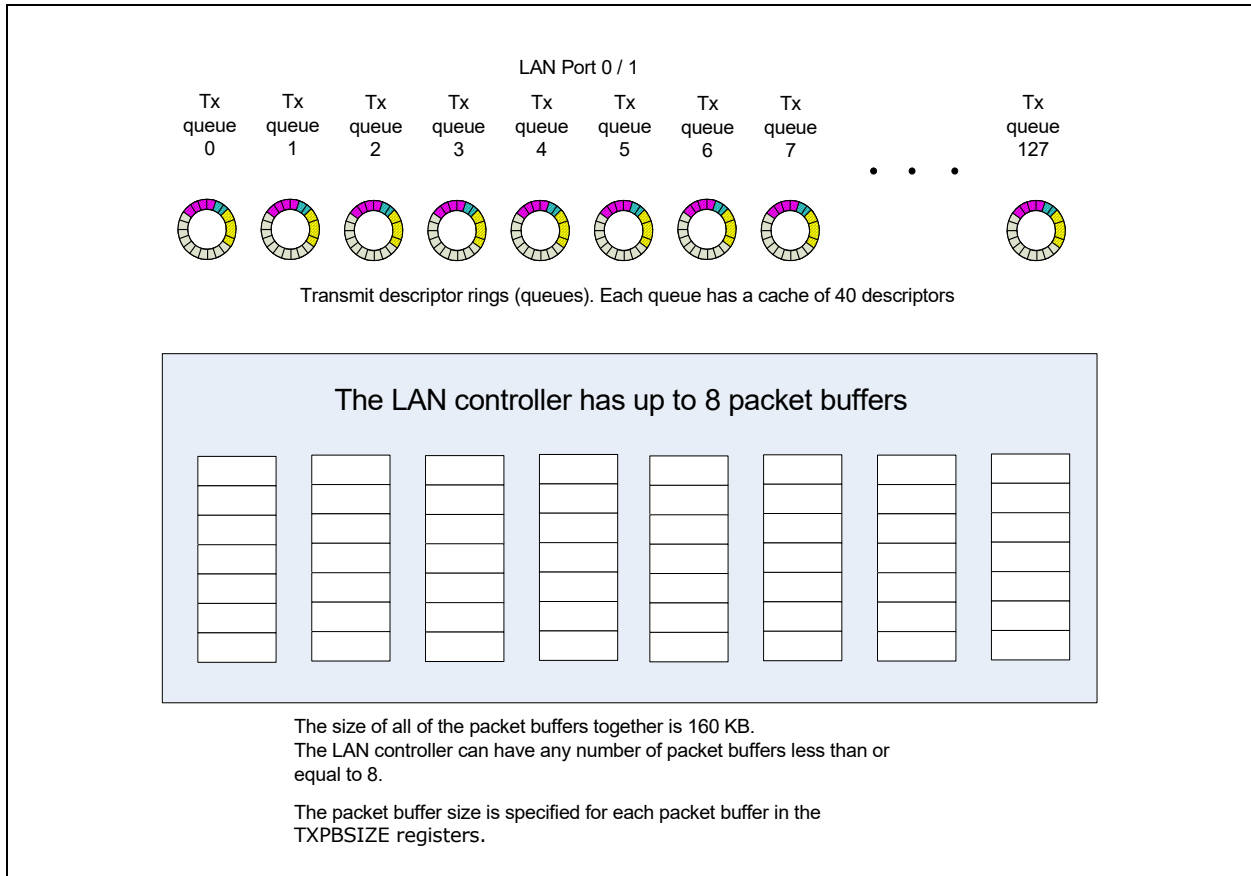 LAN Port 0 / 1
Tx Tx Tx Tx Tx Tx Tx Tx Tx
queue queue queue queue queue queue queue queue queue
0 1 2 3 4 5 6 7 127
. . .
Transmit descriptor rings (queues). Each queue has a cache of 40 descriptors
The LAN controller has up to 8 packet buffers
The size of all of the packet buffers together is 160 KB.
The LAN controller can have any number of packet buffers less than or
equal to 8.
The packet buffer size is specified for each packet buffer in the
TXPBSIZE registers.